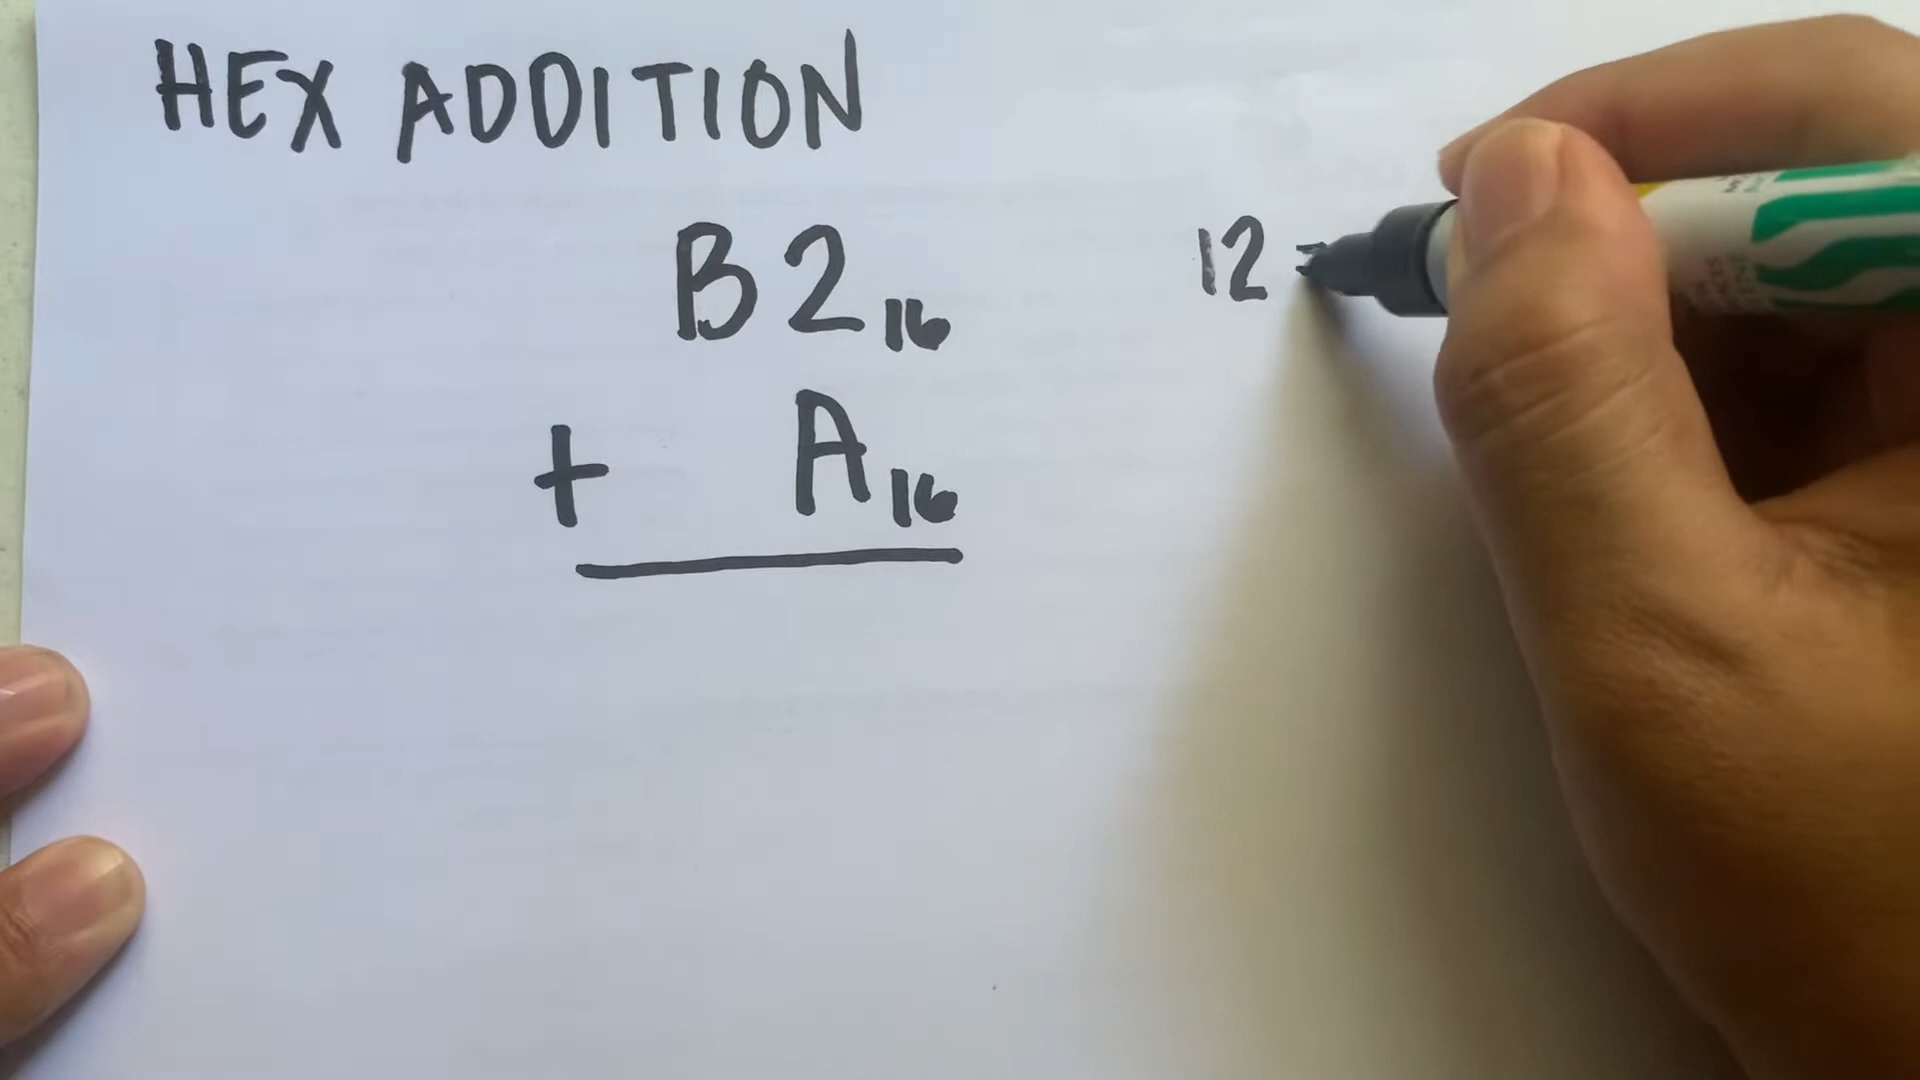 HEX ADDITION
B2₁₆
12 =
+ A₁₆